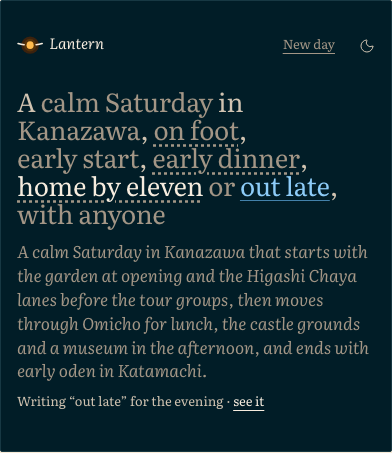 Lantern
New day
A calm Saturday in
Kanazawa, on foot,
early start, early dinner,
home by eleven or out late,
with anyone
A calm Saturday in Kanazawa that starts with
the garden at opening and the Higashi Chaya
lanes before the tour groups, then moves
through Omicho for lunch, the castle grounds
and a museum in the afternoon, and ends with
early oden in Katamachi.
Writing “out late” for the evening · see it